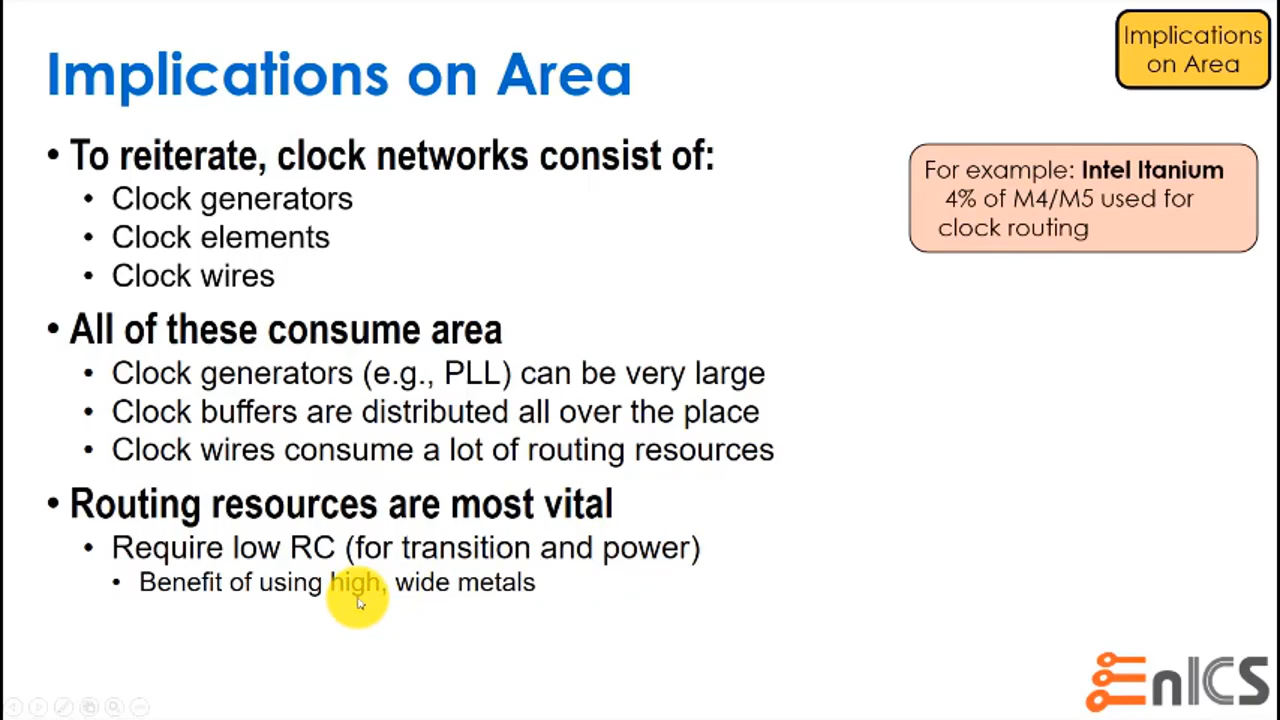 Implications on Area
Implications
on Area
• To reiterate, clock networks consist of:
• Clock generators
• Clock elements
• Clock wires
For example: Intel Itanium
4% of M4/M5 used for
clock routing
• All of these consume area
• Clock generators (e.g., PLL) can be very large
• Clock buffers are distributed all over the place
• Clock wires consume a lot of routing resources
• Routing resources are most vital
• Require low RC (for transition and power)
• Benefit of using high, wide metals
EnICS